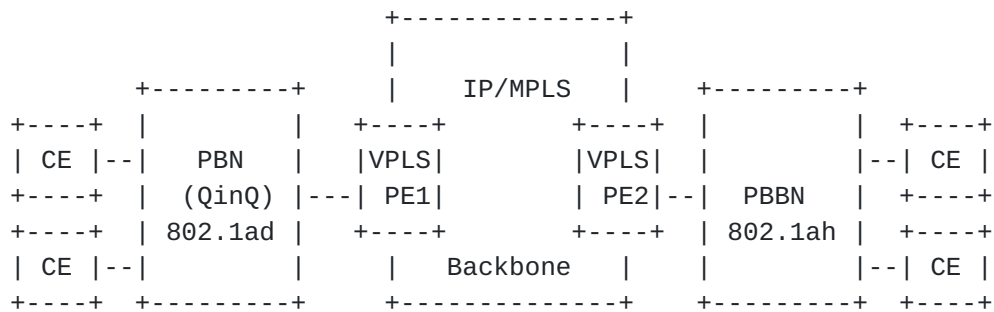 IP/MPLS
CE PBN VPLS VPLS CE
(QinQ) PE1 PE2 PBBN
802.1ad 802.1ah
CE Backbone CE